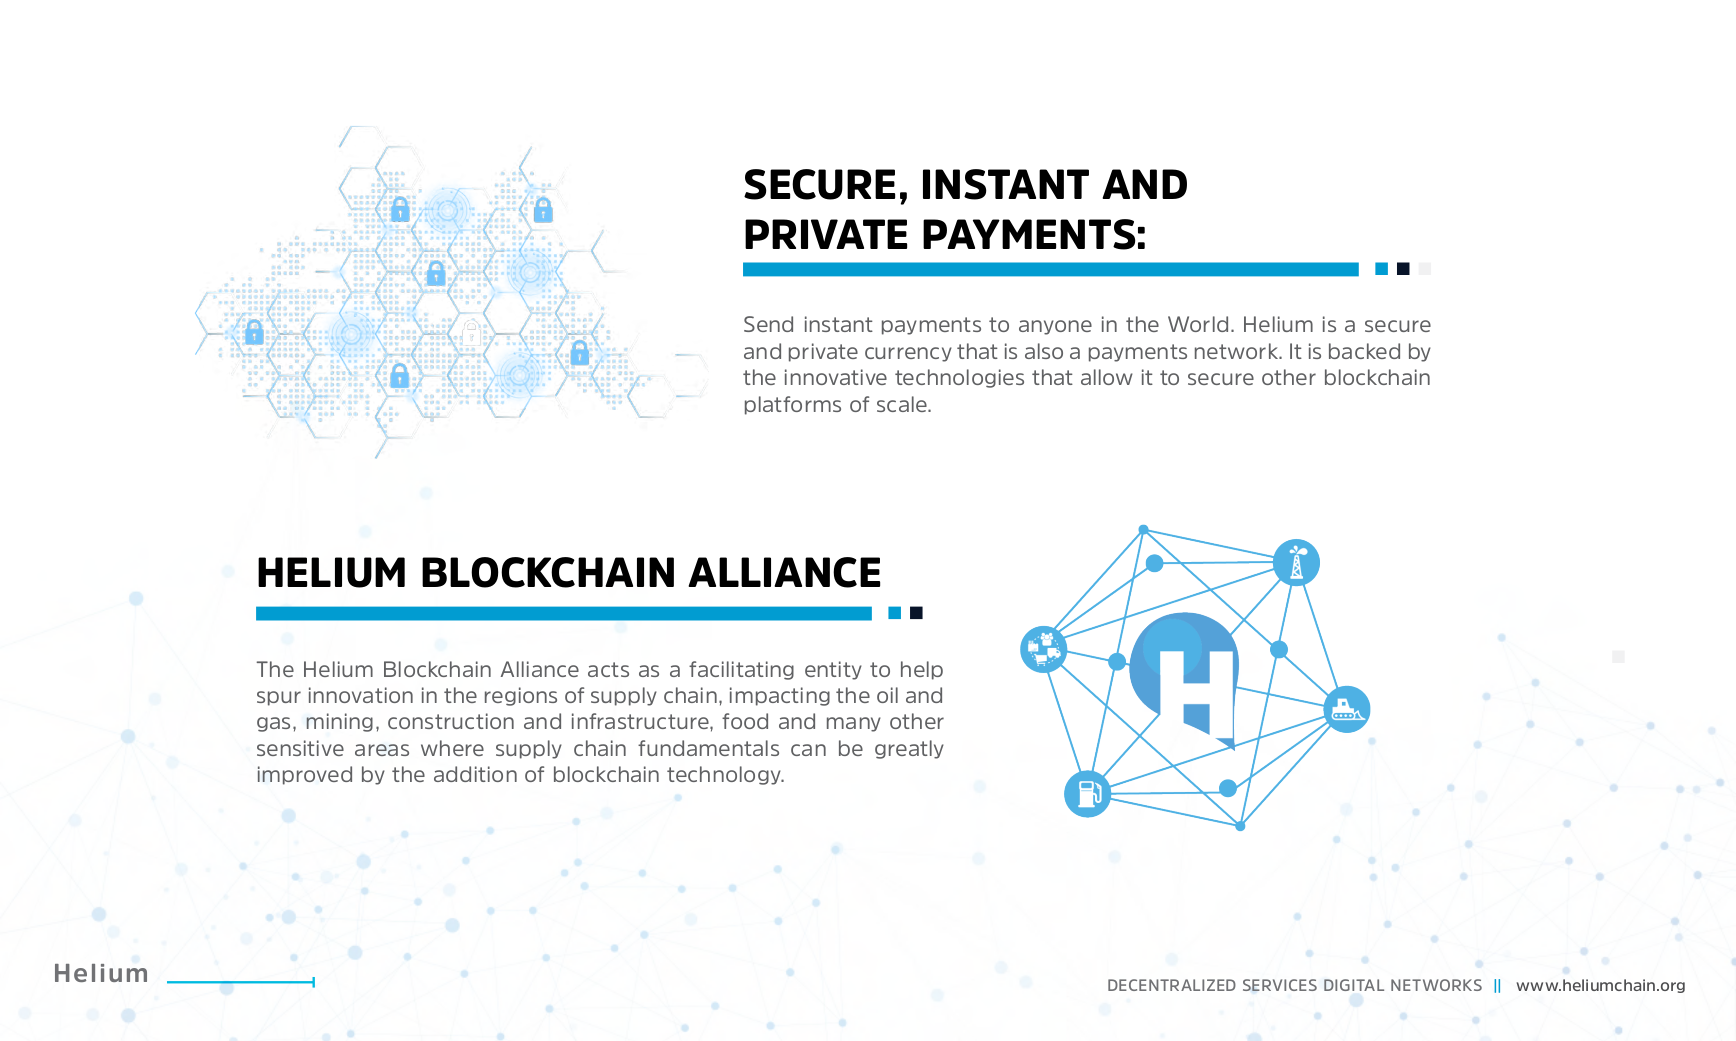 SECURE, INSTANT AND
PRIVATE PAYMENTS:
Send instant payments to anyone in the World. Helium is a secure
and private currency that is also a payments network. It is backed by
the innovative technologies that allow it to secure other blockchain
platforms of scale.
HELIUM BLOCKCHAIN ALLIANCE
The Helium Blockchain Alliance acts as a facilitating entity to help
spur innovation in the regions of supply chain, impacting the oil and
gas, mining, construction and infrastructure, food and many other
sensitive areas where supply chain fundamentals can be greatly
improved by the addition of blockchain technology.
H
Helium
DECENTRALIZED SERVICES DIGITAL NETWORKS || www.heliumchain.org